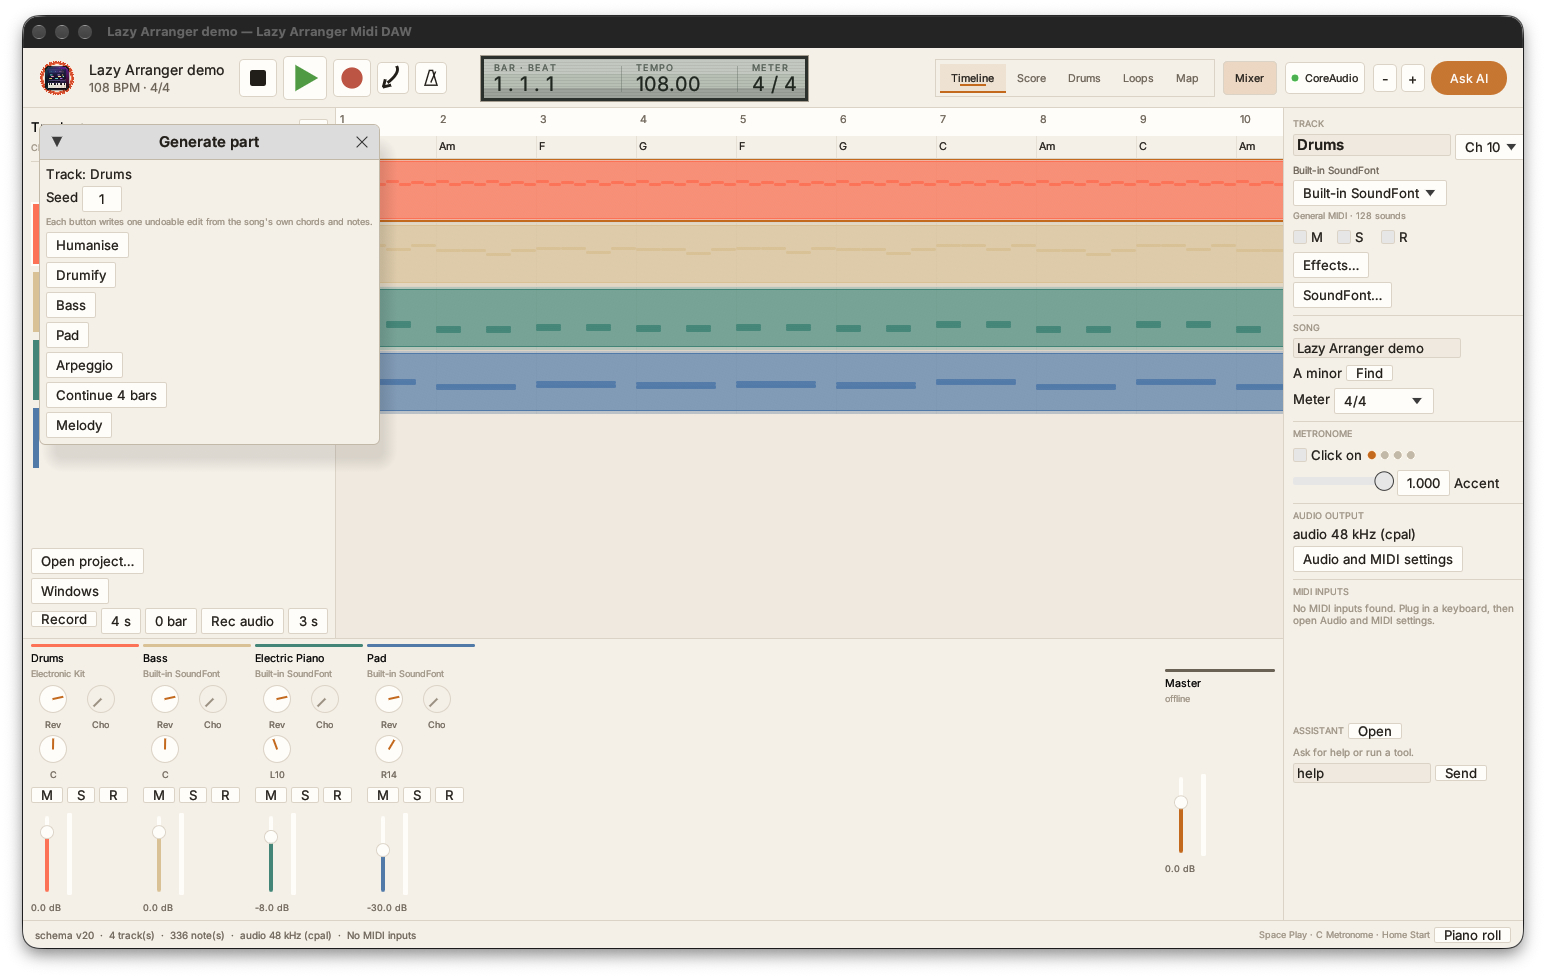 Lazy Arranger demo — Lazy Arranger Midi DAW
Lazy Arranger demo
108 BPM · 4/4
BAR · BEAT
1 . 1 . 1
TEMPO
108.00
METER
4 / 4
Timeline
Score
Drums
Loops
Map
Mixer
CoreAudio
-
+
Ask AI
1 2 3 4 5 6 7 8 9 10
Am F G F G C Am C Am
Generate part
Track: Drums
Seed 1
Each button writes one undoable edit from the song's own chords and notes.
Humanise
Drumify
Bass
Pad
Arpeggio
Continue 4 bars
Melody
Open project...
Windows
Record 4 s 0 bar Rec audio 3 s
TRACK
Drums Ch 10
Built-in SoundFont
Built-in SoundFont
General MIDI · 128 sounds
M S R
Effects...
SoundFont...
SONG
Lazy Arranger demo
A minor Find
Meter 4/4
METRONOME
Click on
1.000 Accent
AUDIO OUTPUT
audio 48 kHz (cpal)
Audio and MIDI settings
MIDI INPUTS
No MIDI inputs found. Plug in a keyboard, then
open Audio and MIDI settings.
ASSISTANT Open
Ask for help or run a tool.
help Send
Drums Bass Electric Piano Pad
Electronic Kit Built-in SoundFont Built-in SoundFont Built-in SoundFont
Rev Cho Rev Cho Rev Cho Rev Cho
C C L10 R14
M S R M S R M S R M S R
0.0 dB 0.0 dB -8.0 dB -30.0 dB
Master
offline
0.0 dB
schema v20 · 4 track(s) · 336 note(s) · audio 48 kHz (cpal) · No MIDI inputs
Space Play · C Metronome · Home Start Piano roll